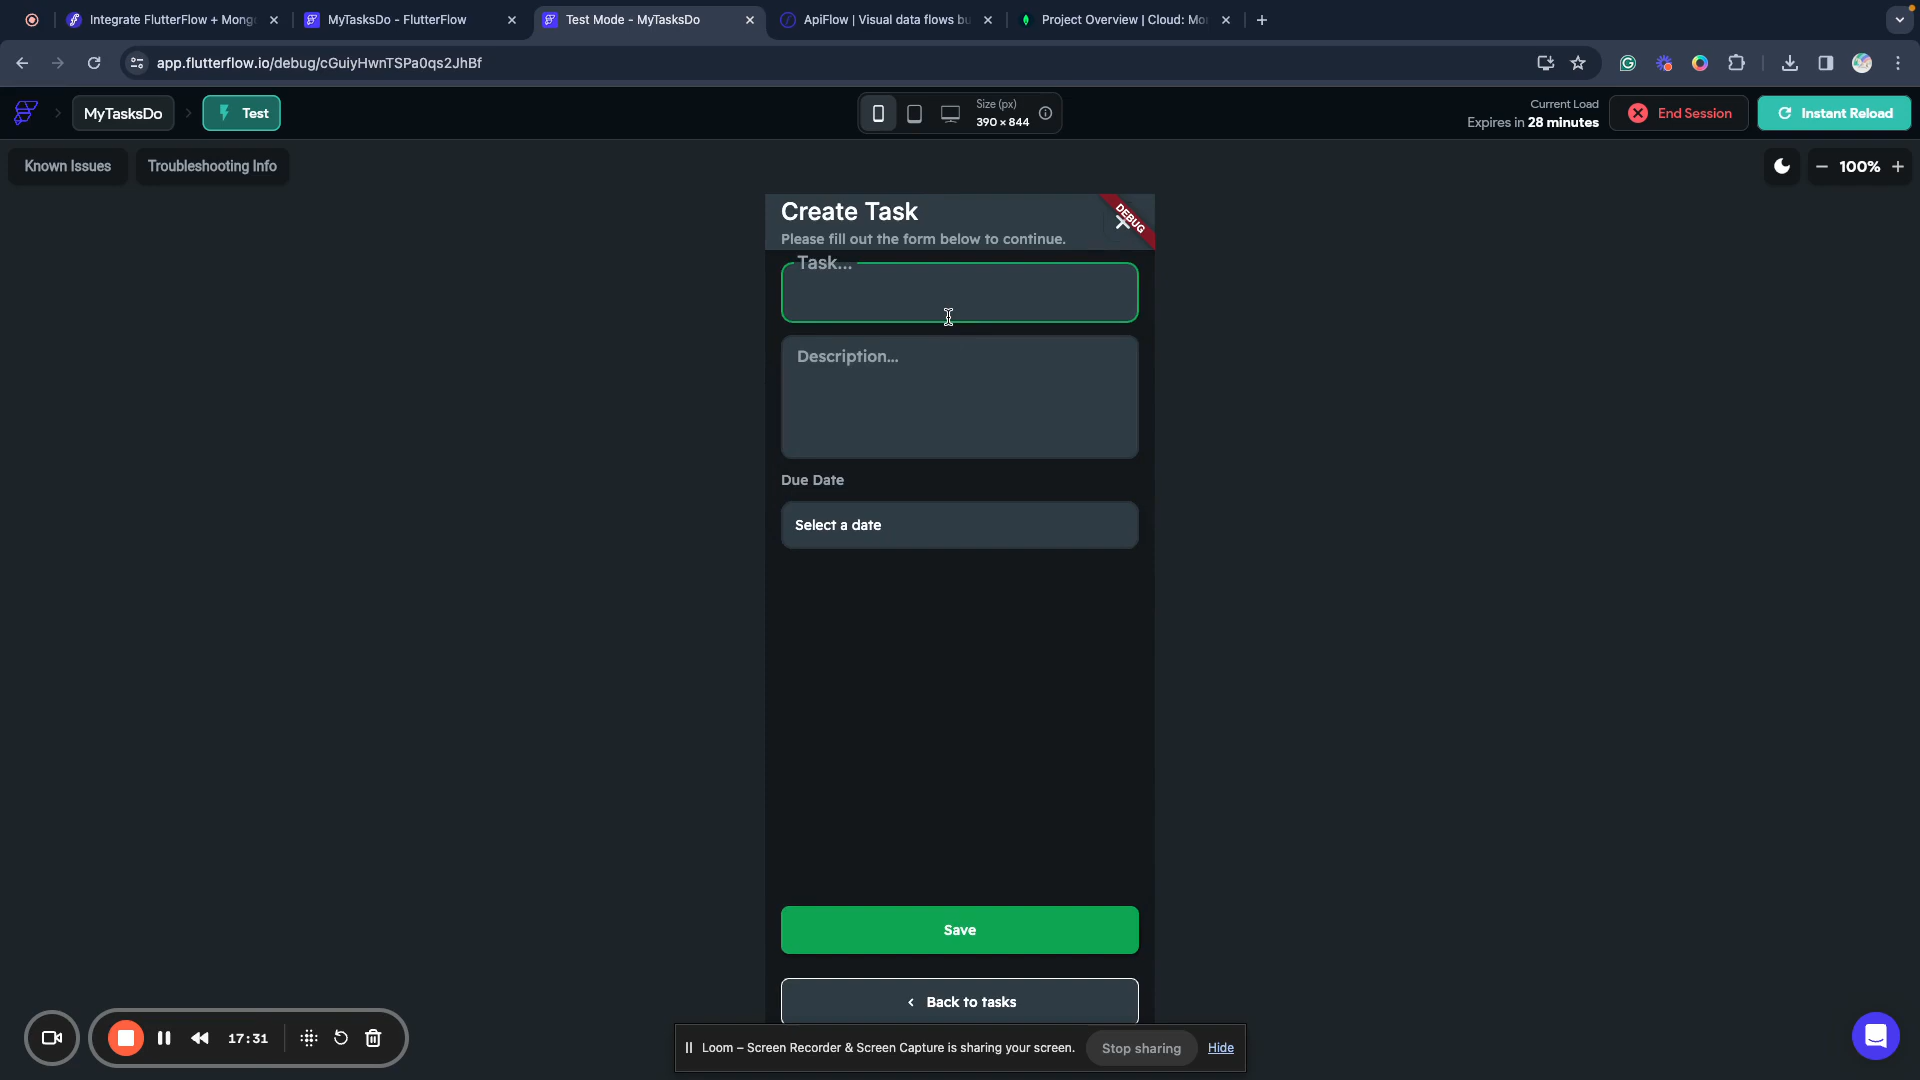 Integrate FlutterFlow + Mong
MyTasksDo - FlutterFlow
Test Mode - MyTasksDo
ApiFlow | Visual data flows bu
Project Overview | Cloud: Mo
app.flutterflow.io/debug/cGuiyHwnTSPa0qs2JhBf
MyTasksDo
Test
Size (px)
390 × 844
Current Load
Expires in 28 minutes
End Session
Instant Reload
Known Issues
Troubleshooting Info
100%
Create Task
DEBUG
Please fill out the form below to continue.
Task...
Description...
Due Date
Select a date
Save
Back to tasks
17:31
Loom – Screen Recorder & Screen Capture is sharing your screen.
Stop sharing
Hide